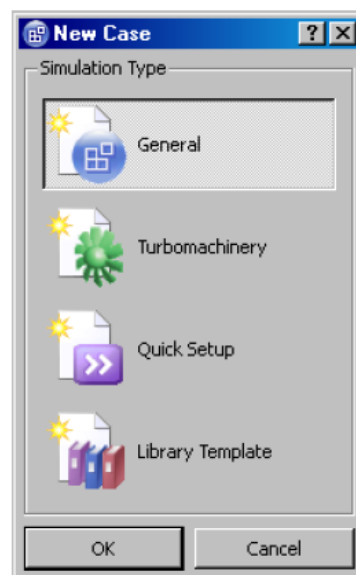 New Case
Simulation Type
General
Turbomachinery
Quick Setup
Library Template
OK
Cancel